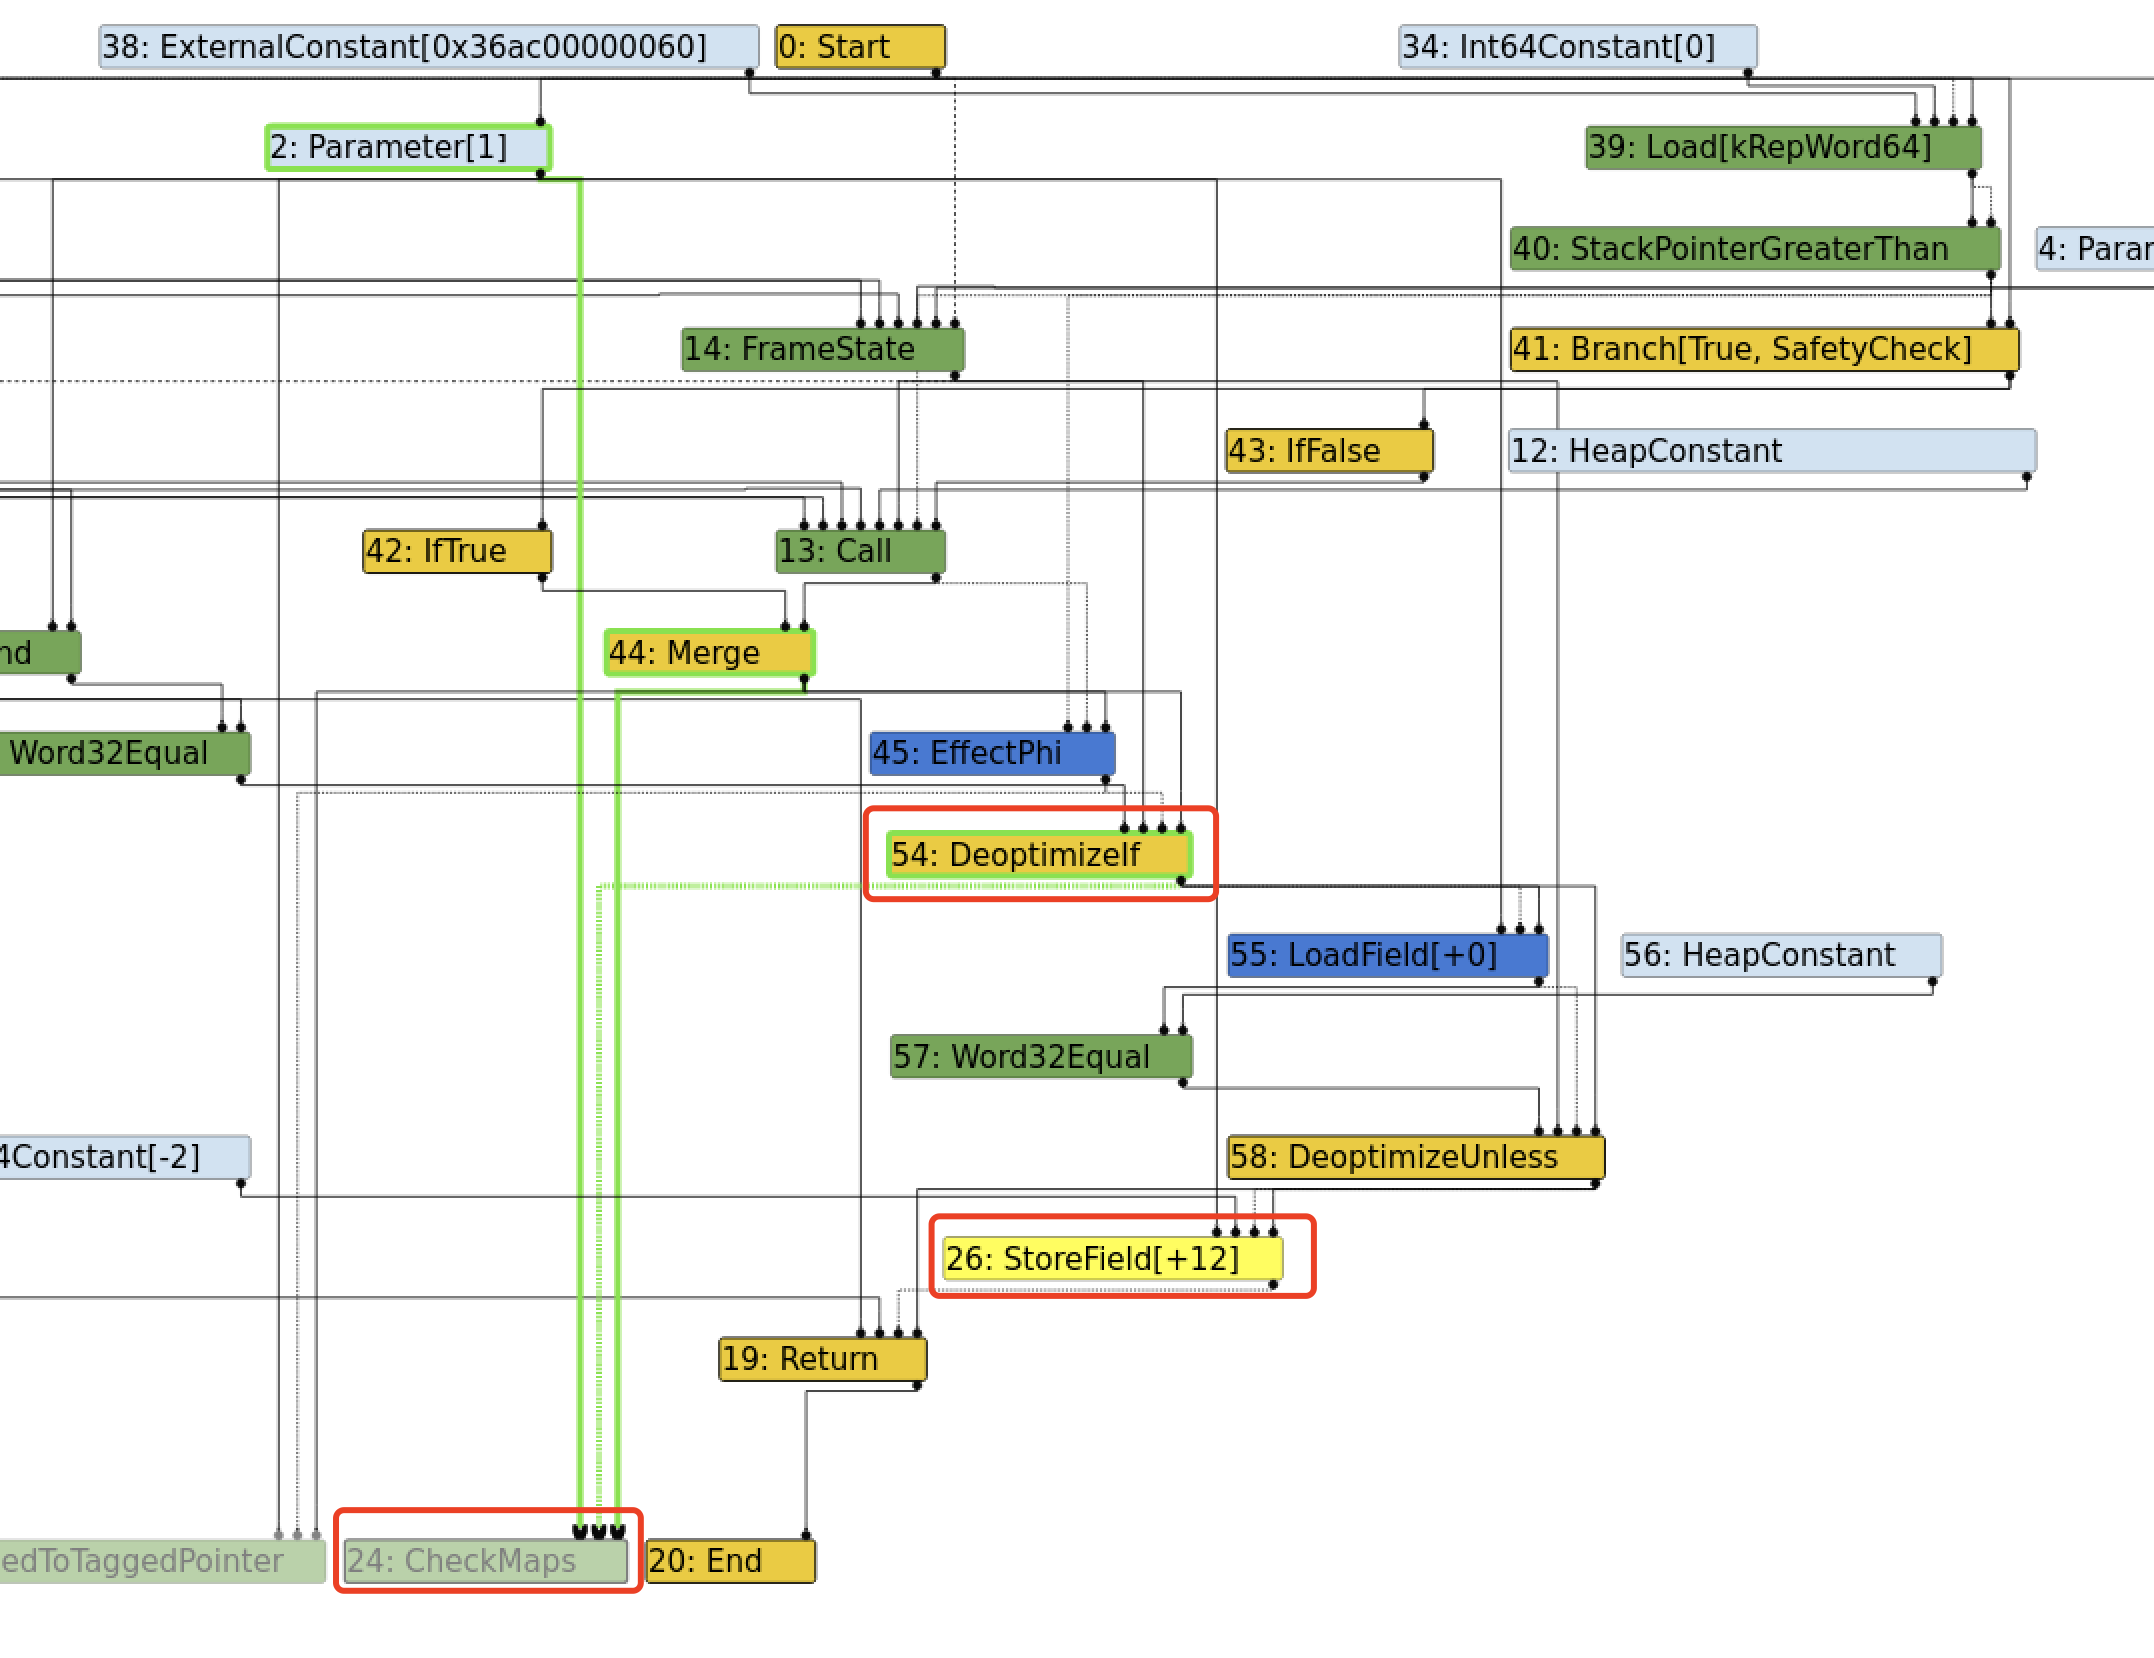 38: ExternalConstant[0x36ac00000060]
0: Start
34: Int64Constant[0]
2: Parameter[1]
39: Load[kRepWord64]
40: StackPointerGreaterThan
4: Parar
14: FrameState
41: Branch[True, SafetyCheck]
43: IfFalse
12: HeapConstant
42: IfTrue
13: Call
nd
44: Merge
Word32Equal
45: EffectPhi
54: DeoptimizeIf
55: LoadField[+0]
56: HeapConstant
57: Word32Equal
4Constant[-2]
58: DeoptimizeUnless
26: StoreField[+12]
19: Return
edToTaggedPointer
24: CheckMaps
20: End